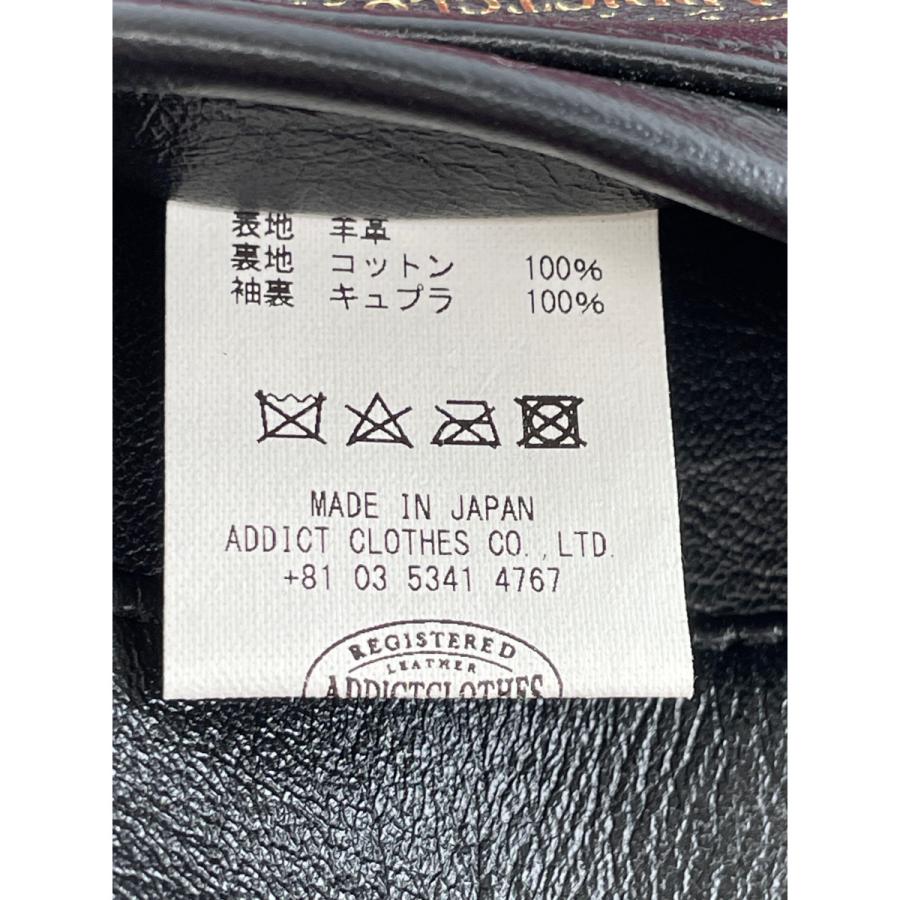 表地 羊革
裏地 コットン 100%
袖裏 キュプラ 100%
MADE IN JAPAN
ADDICT CLOTHES CO.,LTD.
+81 03 5341 4767
REGISTERED
LEATHER
ADDICTCLOTHES